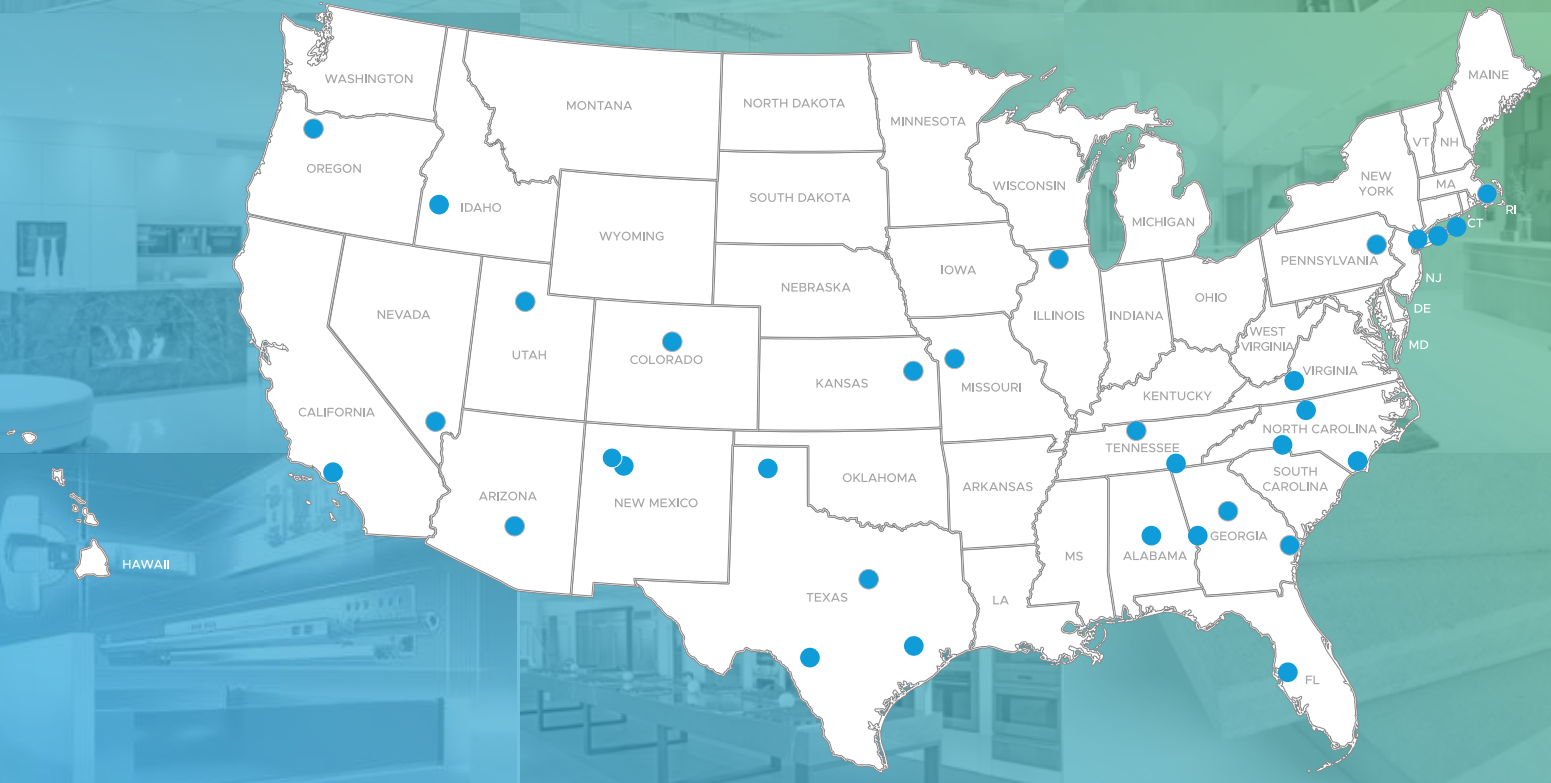 WASHINGTON
MONTANA
NORTH DAKOTA
MINNESOTA
MAINE
VT
NH
OREGON
IDAHO
SOUTH DAKOTA
WISCONSIN
MICHIGAN
NEW
YORK
MA
RI
CT
WYOMING
IOWA
PENNSYLVANIA
NJ
NEBRASKA
OHIO
NEVADA
UTAH
COLORADO
ILLINOIS
INDIANA
DE
WEST
VIRGINIA
MD
KANSAS
MISSOURI
VIRGINIA
KENTUCKY
CALIFORNIA
NORTH CAROLINA
TENNESSEE
ARIZONA
NEW MEXICO
OKLAHOMA
ARKANSAS
SOUTH
CAROLINA
HAWAII
MS
ALABAMA
GEORGIA
TEXAS
LA
FL